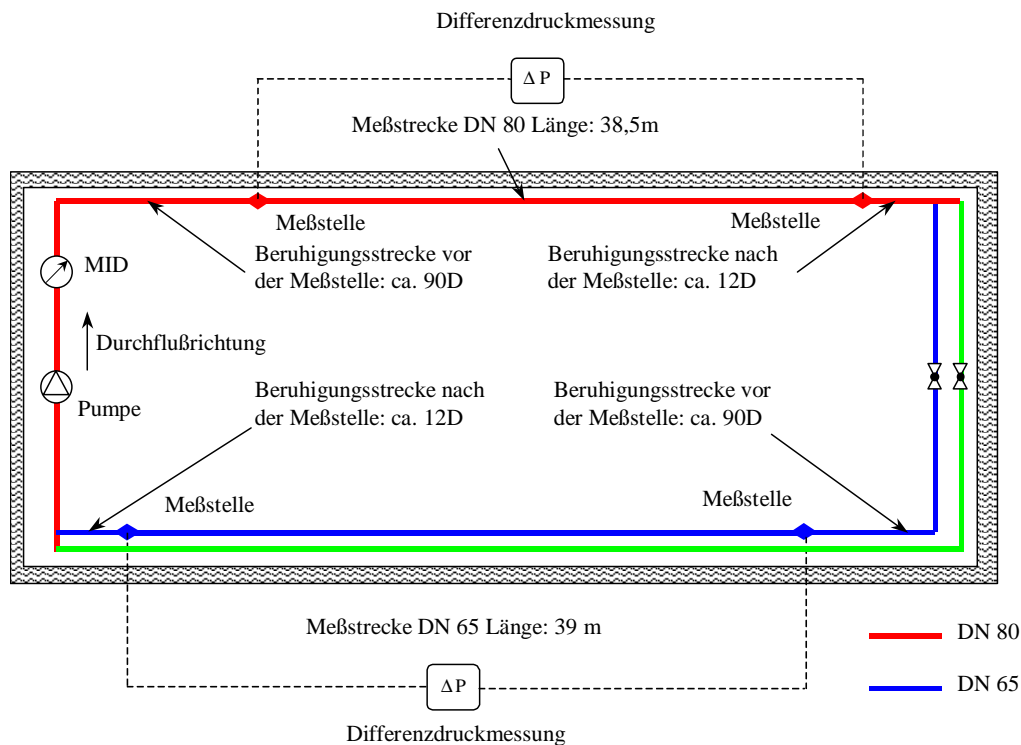 Differenzdruckmessung
Δ P
Meßstrecke DN 80 Länge: 38,5m
Meßstelle
Meßstelle
Beruhigungsstrecke vor
der Meßstelle: ca. 90D
Beruhigungsstrecke nach
der Meßstelle: ca. 12D
MID
Durchflußrichtung
Pumpe
Beruhigungsstrecke nach
der Meßstelle: ca. 12D
Beruhigungsstrecke vor
der Meßstelle: ca. 90D
Meßstelle
Meßstelle
Meßstrecke DN 65 Länge: 39 m
Δ P
Differenzdruckmessung
DN 80
DN 65